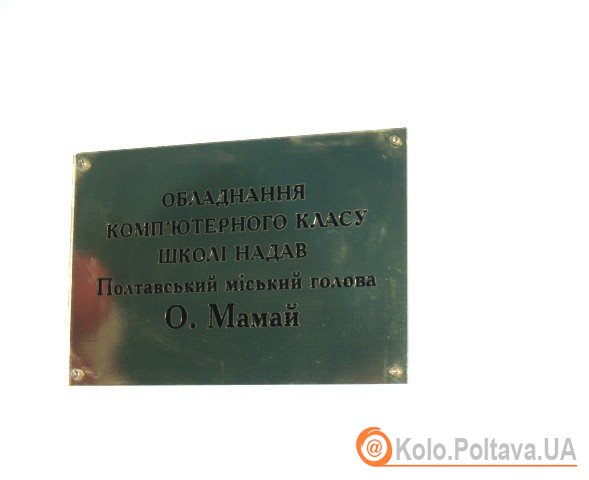 ОБЛАДНАННЯ
КОМП'ЮТЕРНОГО КЛАСУ
ШКОЛІ НАДАВ
Полтавський міський голова
О. Мамай
@Kolo.Poltava.UA